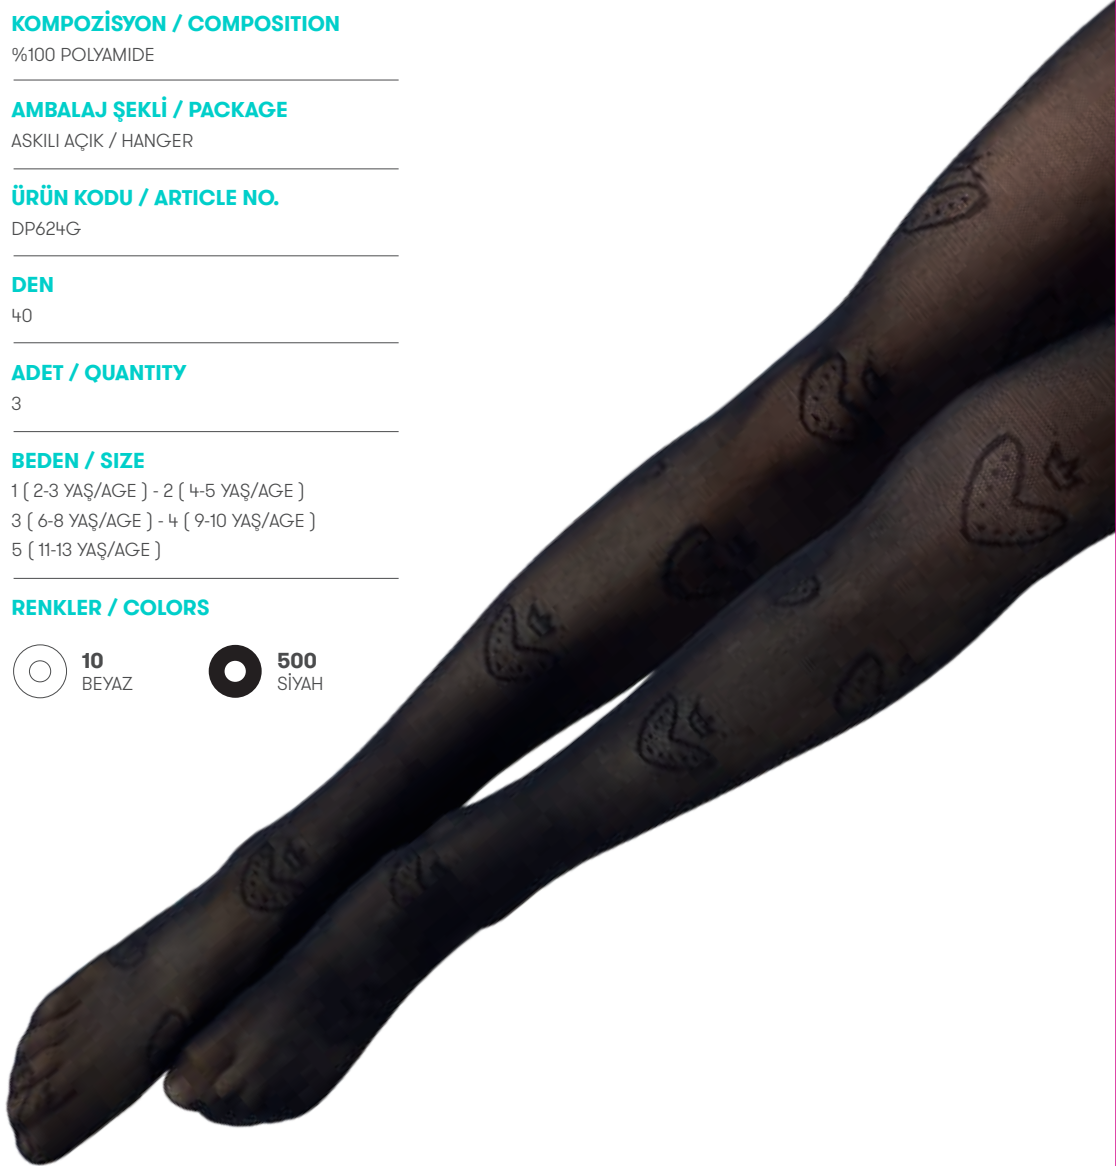 KOMPOZİSYON / COMPOSITION
%100 POLYAMIDE
AMBALAJ ŞEKLİ / PACKAGE
ASKILI AÇIK / HANGER
ÜRÜN KODU / ARTICLE NO.
DP624G
DEN
40
ADET / QUANTITY
3
BEDEN / SIZE
1 ( 2-3 YAŞ/AGE ) - 2 ( 4-5 YAŞ/AGE )
3 ( 6-8 YAŞ/AGE ) - 4 ( 9-10 YAŞ/AGE )
5 ( 11-13 YAŞ/AGE )
RENKLER / COLORS
10
BEYAZ
500
SİYAH